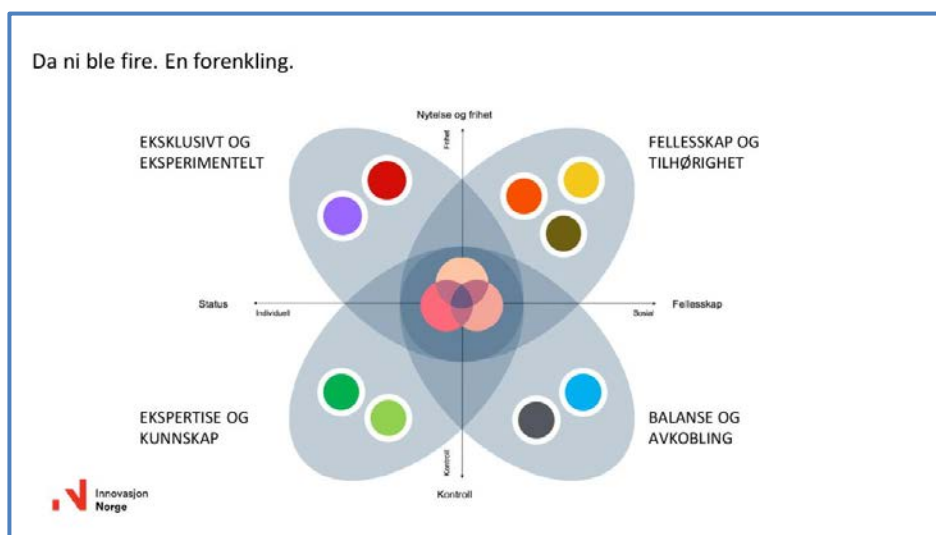 Da ni ble fire. En forenkling.
Nytelse og frihet
EKSKLUSIVT OG
EKSPERIMENTELT
Frihet
FELLESSKAP OG
TILHØRIGHET
Status
Individuell
Sosial
Fellesskap
EKSPERTISE OG
KUNNSKAP
Kontroll
Kontroll
BALANSE OG
AVKOBLING
Innovasjon
Norge